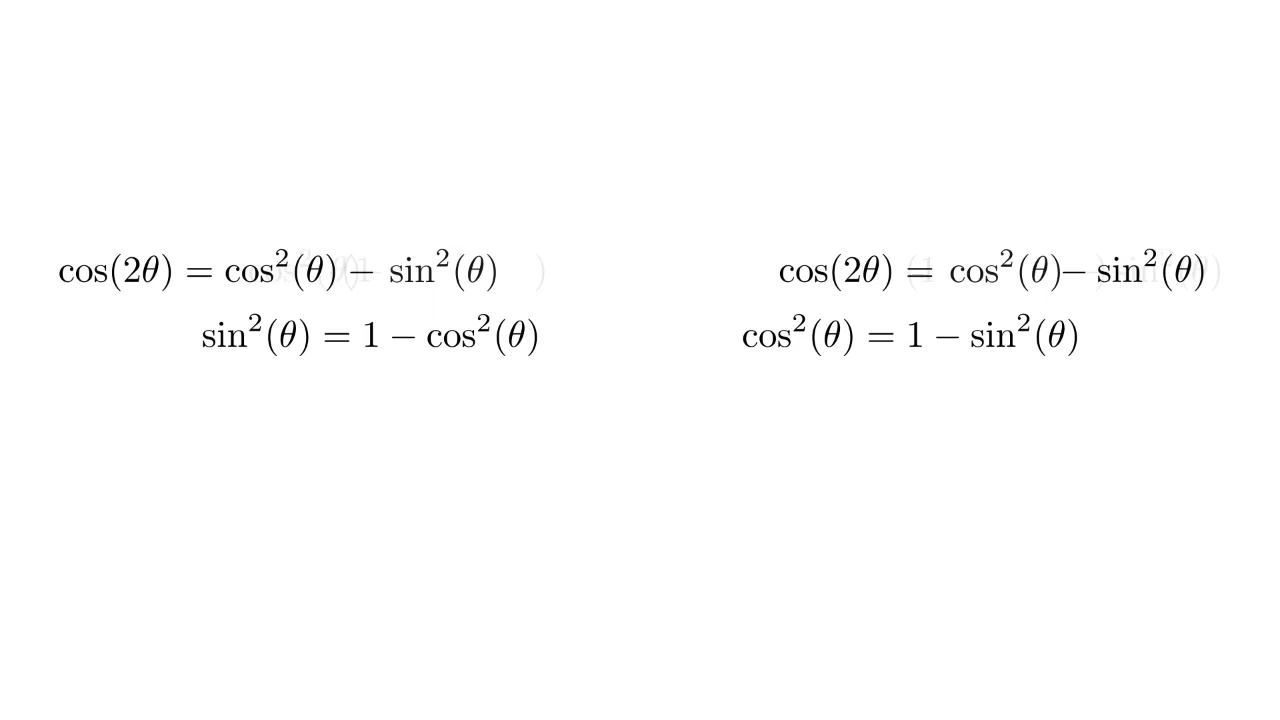 cos(2θ) = cos²(θ) − sin²(θ)
sin²(θ) = 1 − cos²(θ)
cos(2θ) = cos²(θ) − sin²(θ)
cos²(θ) = 1 − sin²(θ)